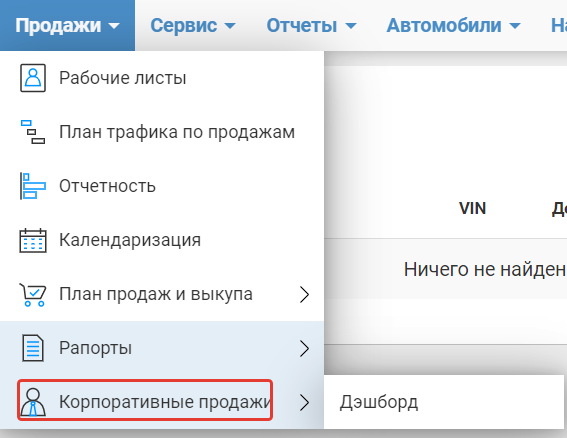 Продажи Сервис Отчеты Автомобили
Рабочие листы
План трафика по продажам
Отчетность
VIN
Календаризация
Ничего не найден
План продаж и выкупа
Рапорты
Корпоративные продажи
Дэшборд